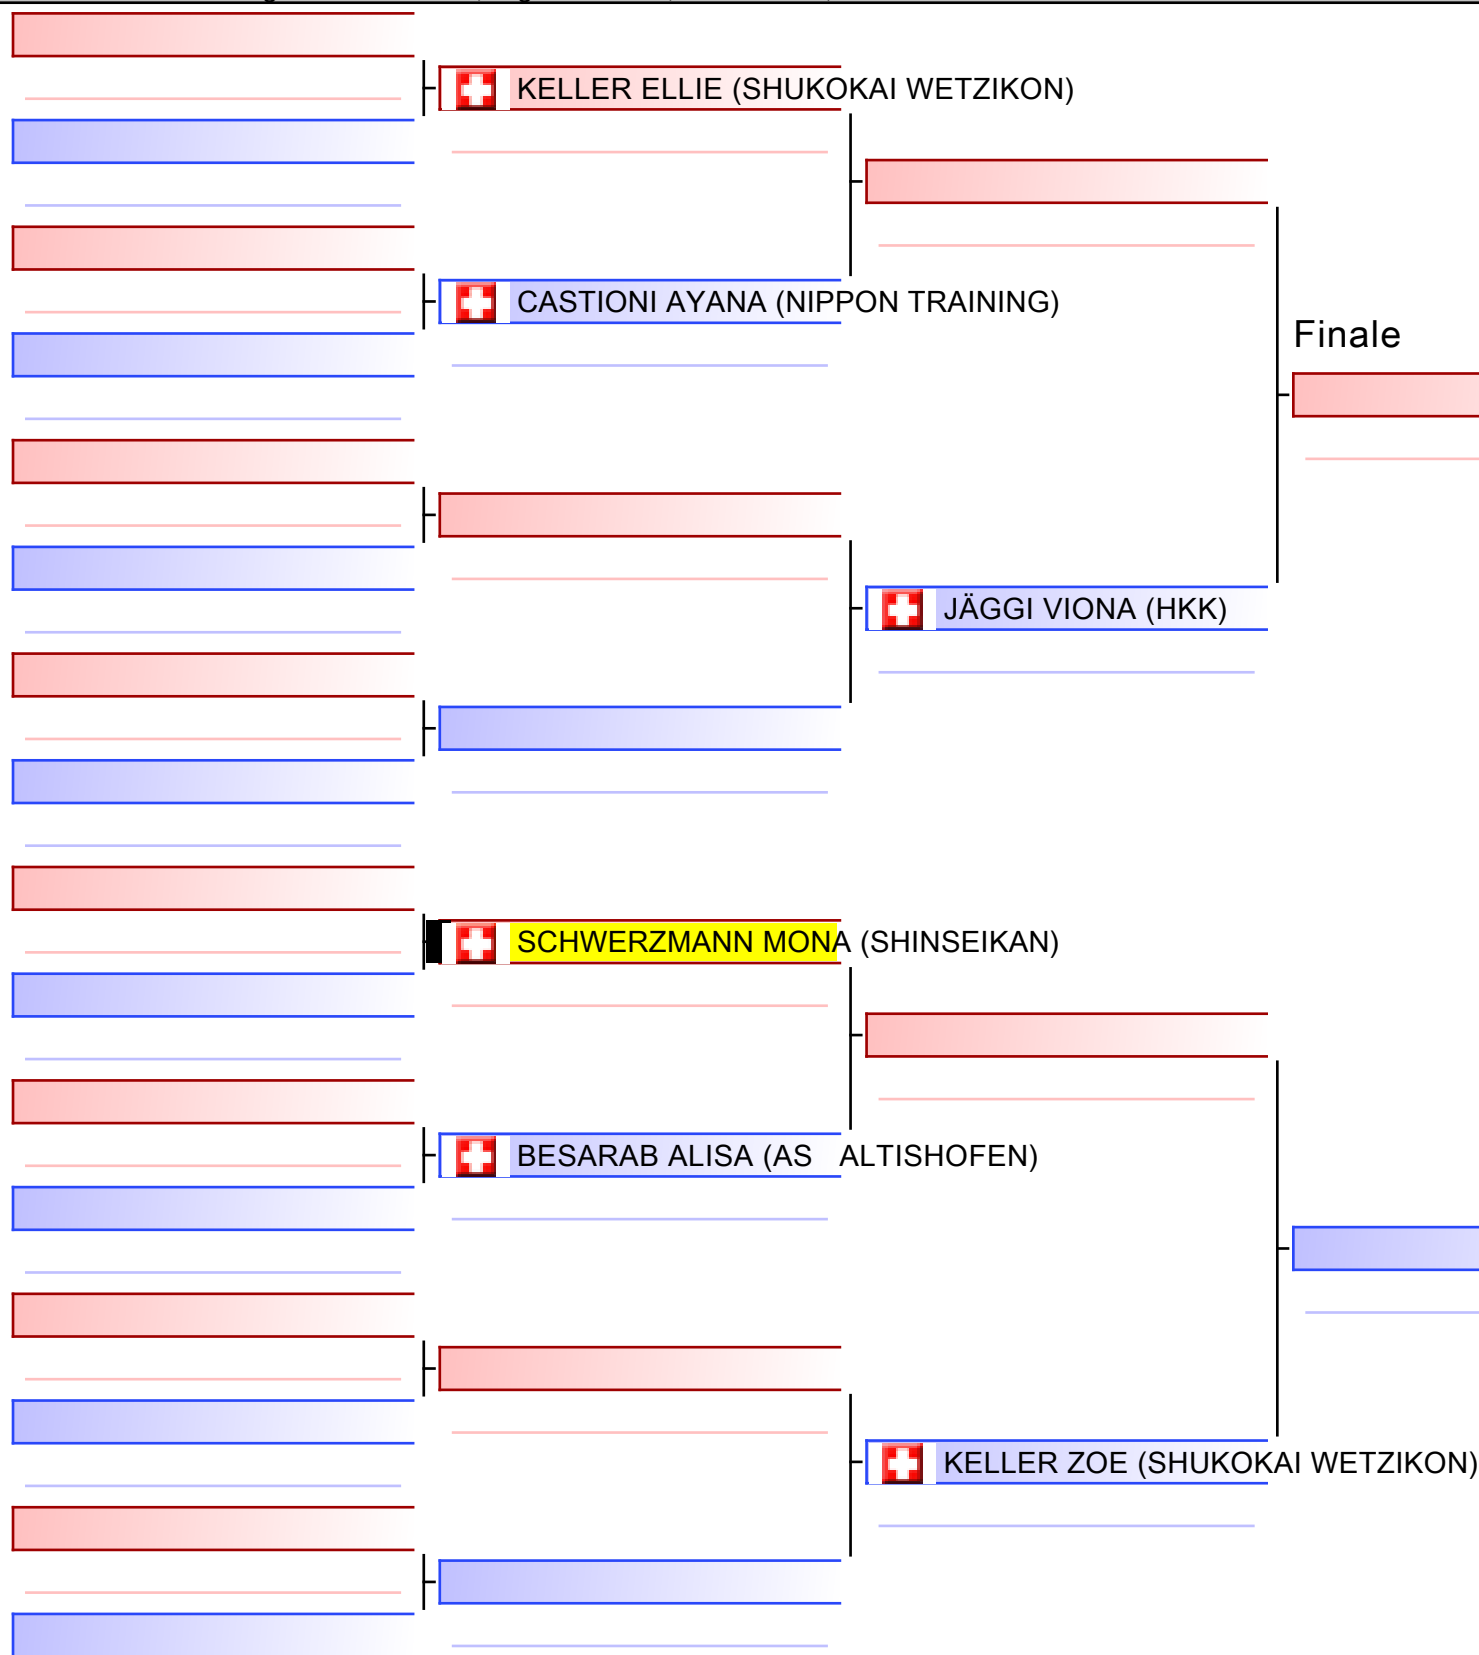 KELLER ELLIE (SHUKOKAI WETZIKON)
CASTIONI AYANA (NIPPON TRAINING)
Finale
JÄGGI VIONA (HKK)
SCHWERZMANN MONA (SHINSEIKAN)
BESARAB ALISA (AS ALTISHOFEN)
KELLER ZOE (SHUKOKAI WETZIKON)